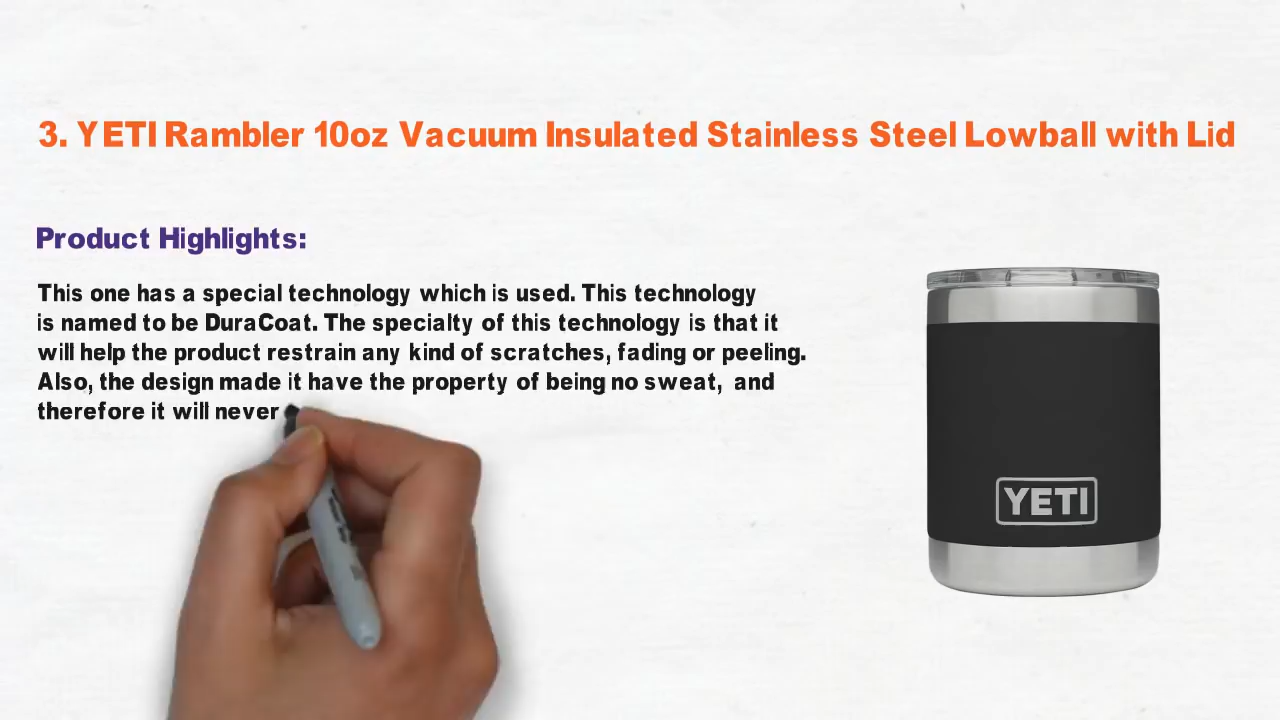 3. YETI Rambler 10oz Vacuum Insulated Stainless Steel Lowball with Lid
Product Highlights:
This one has a special technology which is used. This technology
is named to be DuraCoat. The specialty of this technology is that it
will help the product restrain any kind of scratches, fading or peeling.
Also, the design made it have the property of being no sweat, and
therefore it will never
YETI